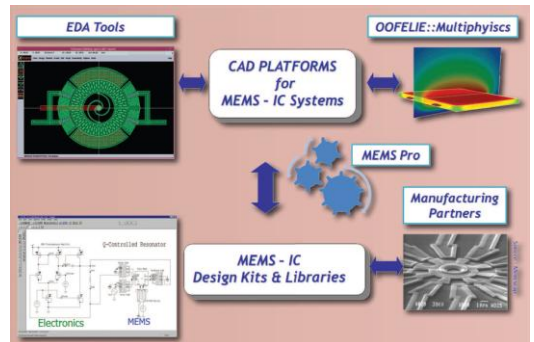 EDA Tools
OOFELIE::Multiphyiscs
CAD PLATFORMS
for
MEMS - IC Systems
MEMS Pro
Manufacturing
Partners
Q-Controlled Resonator
MEMS - IC
Design Kits & Libraries
Electronics
MEMS